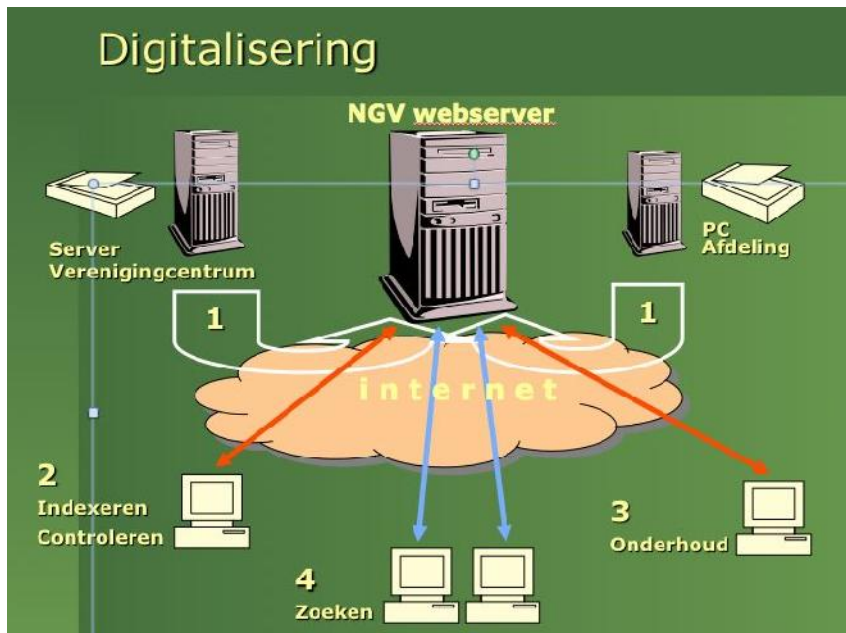 Digitalisering
NGV webserver
Server
Verenigingcentrum
PC
Afdeling
1
1
internet
2
Indexeren
Controleren
3
Onderhoud
4
Zoeken